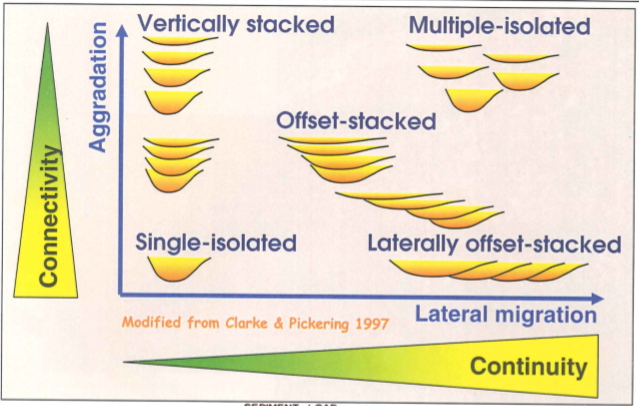 Vertically stacked
Multiple-isolated
Aggradation
Offset-stacked
Connectivity
Single-isolated
Laterally offset-stacked
Lateral migration
Modified from Clarke & Pickering 1997
Continuity